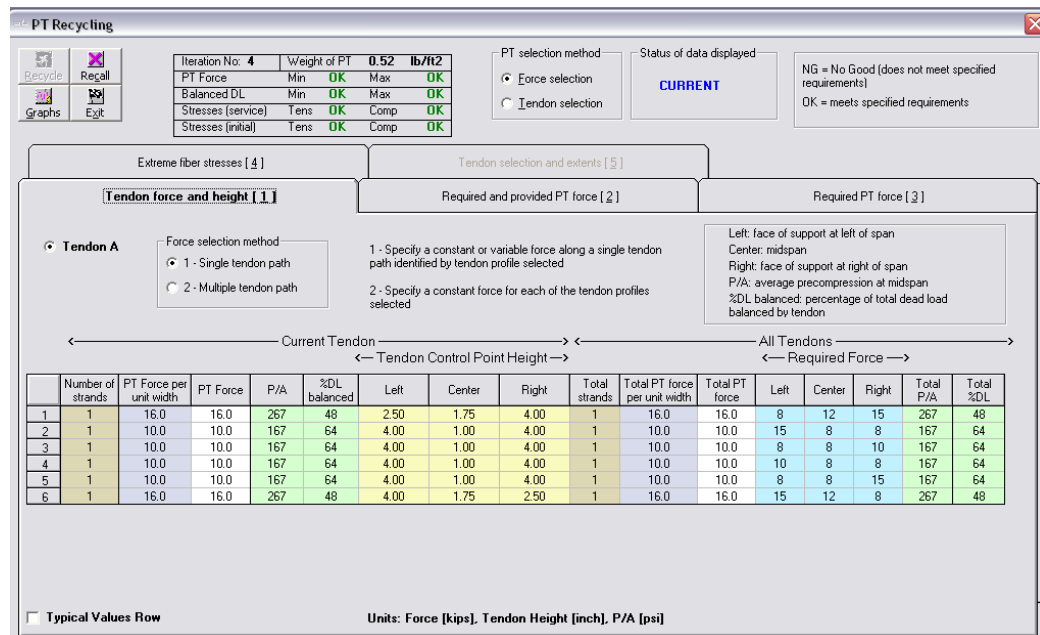 PT Recycling
Recycle Recall
Graphs Exit
Iteration No: 4 Weight of PT 0.52 lb/ft2
PT Force Min OK Max OK
Balanced DL Min OK Max OK
Stresses (service) Tens OK Comp OK
Stresses (initial) Tens OK Comp OK
PT selection method
Force selection
Tendon selection
Status of data displayed
CURRENT
NG = No Good (does not meet specified
requirements)
OK = meets specified requirements
Extreme fiber stresses [ 4 ]
Tendon selection and extents [ 5 ]
Tendon force and height [ 1 ]
Required and provided PT force [ 2 ]
Required PT force [ 3 ]
Tendon A
Force selection method
1 - Single tendon path
2 - Multiple tendon path
1 - Specify a constant or variable force along a single tendon
path identified by tendon profile selected
2 - Specify a constant force for each of the tendon profiles
selected
Left: face of support at left of span
Center: midspan
Right: face of support at right of span
P/A: average precompression at midspan
%DL balanced: percentage of total dead load
balanced by tendon
Current Tendon All Tendons
Tendon Control Point Height Required Force
Number of strands PT Force per unit width PT Force P/A %DL balanced Left Center Right Total strands Total PT force per unit width Total PT force Left Center Right Total P/A Total %DL
1 1 16.0 16.0 267 48 2.50 1.75 4.00 1 16.0 16.0 8 12 15 267 48
2 1 10.0 10.0 167 64 4.00 1.00 4.00 1 10.0 10.0 15 8 8 167 64
3 1 10.0 10.0 167 64 4.00 1.00 4.00 1 10.0 10.0 8 8 10 167 64
4 1 10.0 10.0 167 64 4.00 1.00 4.00 1 10.0 10.0 10 8 8 167 64
5 1 10.0 10.0 167 64 4.00 1.00 4.00 1 10.0 10.0 8 8 15 167 64
6 1 16.0 16.0 267 48 4.00 1.75 2.50 1 16.0 16.0 15 12 8 267 48
Typical Values Row
Units: Force [kips], Tendon Height [inch], P/A [psi]